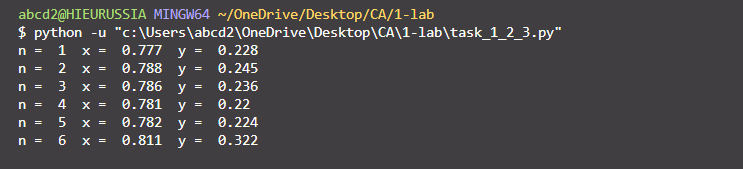 abcd2@HIEURUSSIA MINGW64 ~/OneDrive/Desktop/CA/1-lab
$ python -u "c:\Users\abcd2\OneDrive\Desktop\CA\1-lab\task_1_2_3.py"
n =  1  x =  0.777  y =  0.228
n =  2  x =  0.788  y =  0.245
n =  3  x =  0.786  y =  0.236
n =  4  x =  0.781  y =  0.22
n =  5  x =  0.782  y =  0.224
n =  6  x =  0.811  y =  0.322